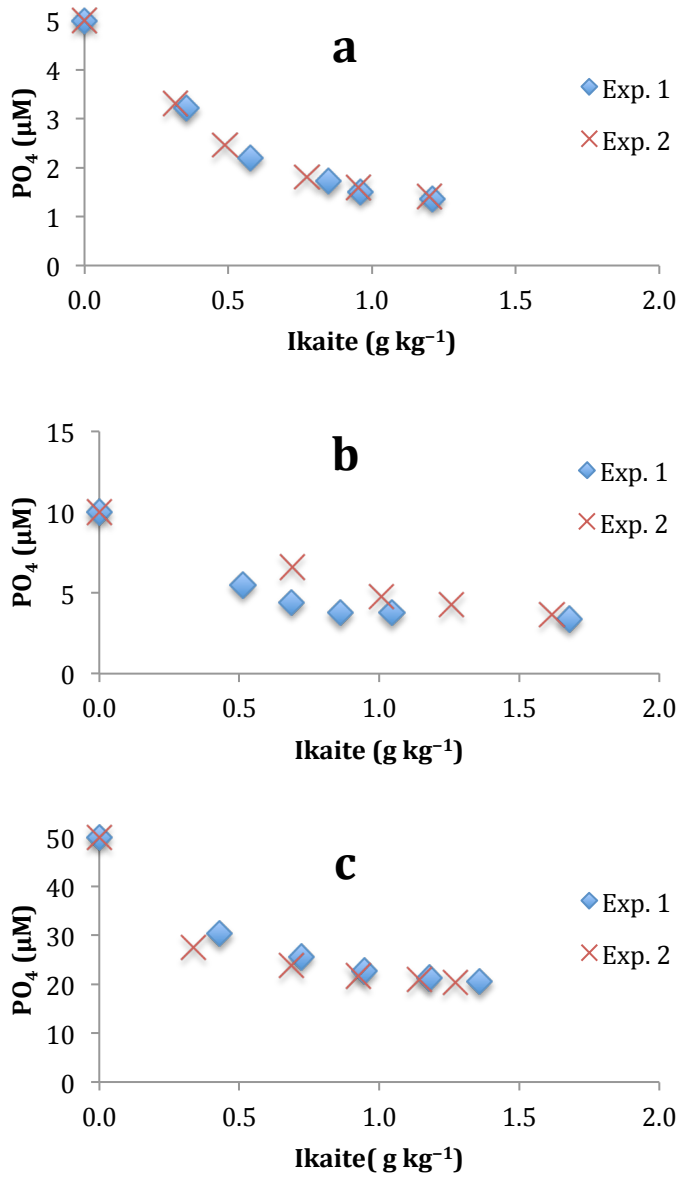 a
5
4
3
2
1
0
PO₄ (μM)
Exp. 1
Exp. 2
0.0 0.5 1.0 1.5 2.0
Ikaite (g kg⁻¹)
b
15
10
5
0
PO₄ (μM)
Exp. 1
Exp. 2
0.0 0.5 1.0 1.5 2.0
Ikaite (g kg⁻¹)
c
50
40
30
20
10
0
PO₄ (μM)
Exp. 1
Exp. 2
0.0 0.5 1.0 1.5 2.0
Ikaite( g kg⁻¹)